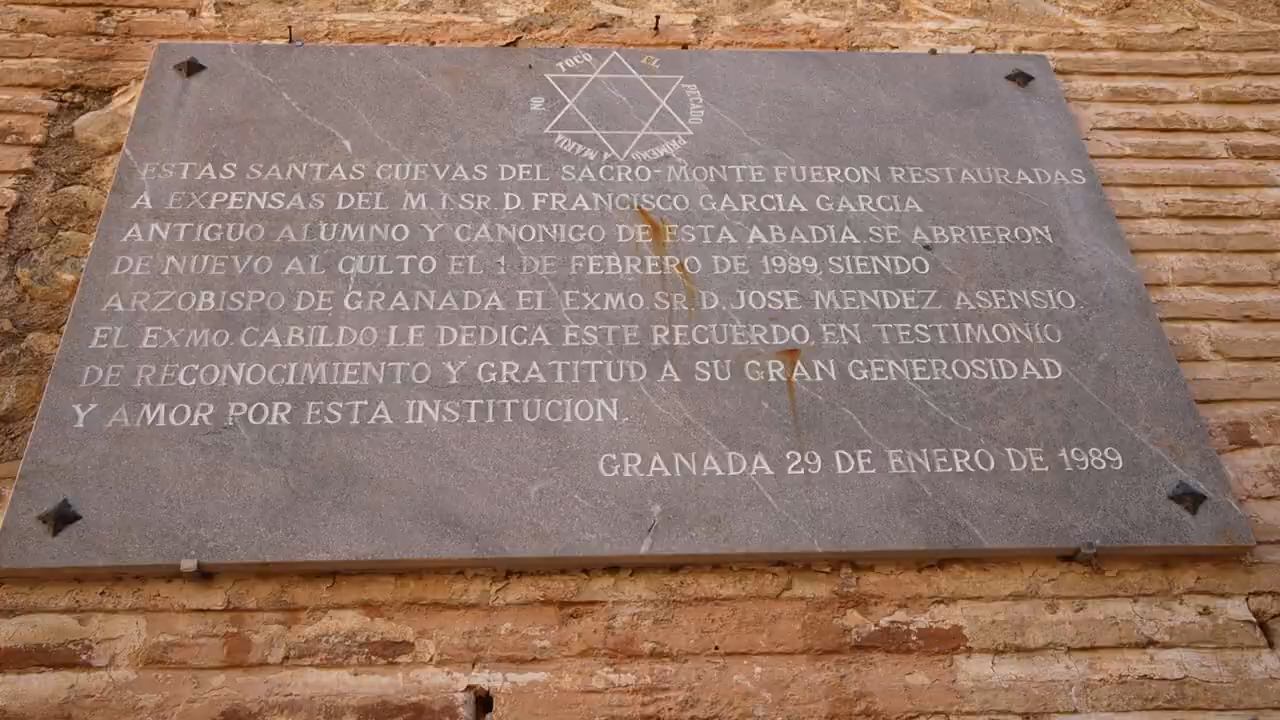 A MARIA NO TOCO EL PECADO PRIMERO
ESTAS SANTAS CUEVAS DEL SACRO-MONTE FUERON RESTAURADAS
A EXPENSAS DEL M.I.SR.D. FRANCISCO GARCIA GARCIA
ANTIGUO ALUMNO Y CANONIGO DE ESTA ABADIA. SE ABRIERON
DE NUEVO AL CULTO EL 1 DE FEBRERO DE 1989, SIENDO
ARZOBISPO DE GRANADA EL EXMO. SR. D. JOSE MENDEZ ASENSIO.
EL EXMO. CABILDO LE DEDICA ESTE RECUERDO, EN TESTIMONIO
DE RECONOCIMIENTO Y GRATITUD A SU GRAN GENEROSIDAD
Y AMOR POR ESTA INSTITUCION.
GRANADA 29 DE ENERO DE 1989